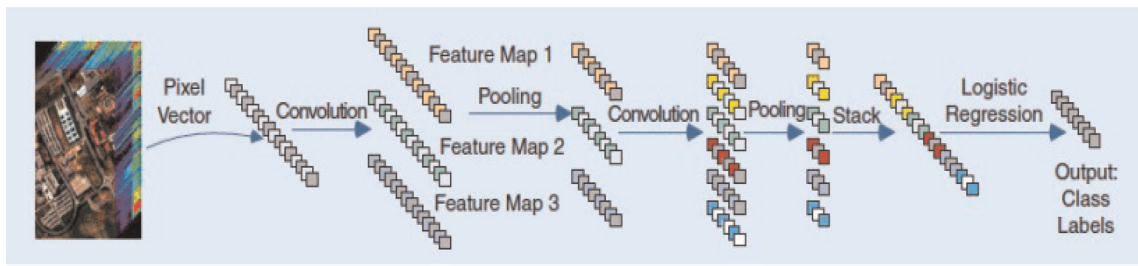 Pixel
Vector
Convolution
Feature Map 1
Pooling
Feature Map 2
Feature Map 3
Convolution
Pooling
Stack
Logistic
Regression
Output:
Class
Labels